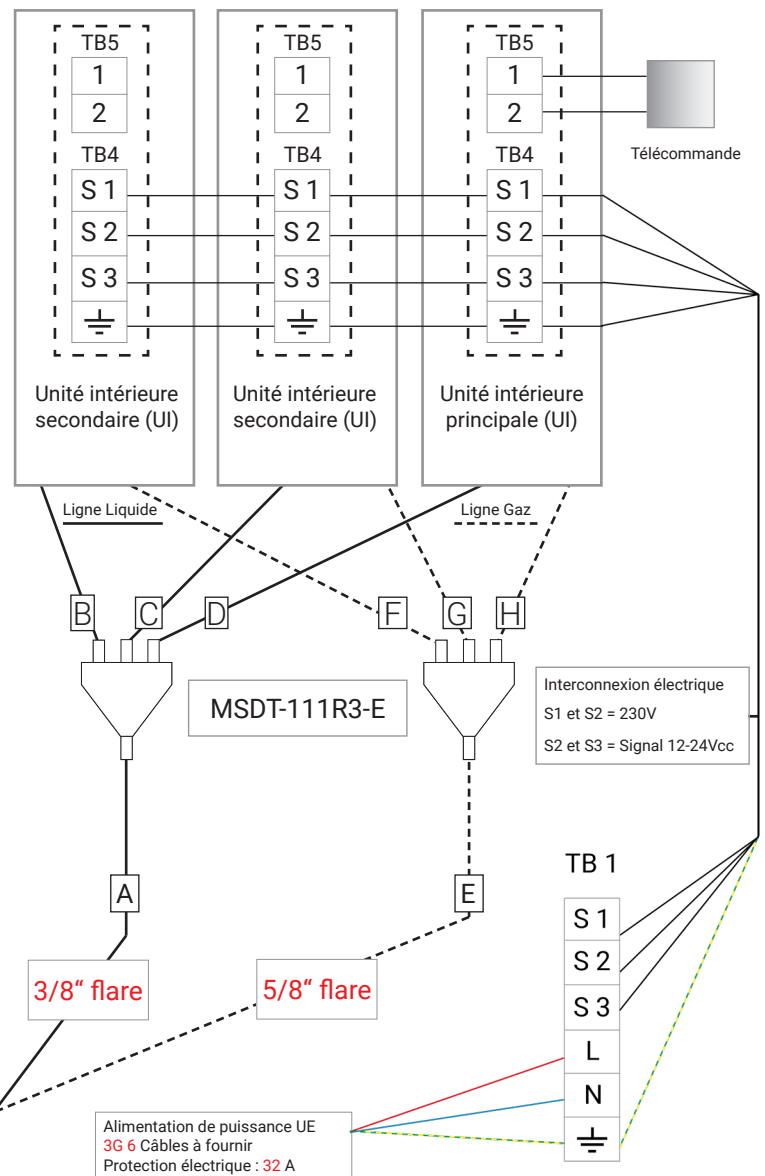 TB5
TB5
TB5
1
1
1
2
2
2
Télécommande
TB4
TB4
TB4
S 1
S 1
S 1
S 2
S 2
S 2
S 3
S 3
S 3
Unité intérieure
secondaire (UI)
Unité intérieure
secondaire (UI)
Unité intérieure
principale (UI)
Ligne Liquide
Ligne Gaz
B
C
D
F
G
H
MSDT-111R3-E
Interconnexion électrique
S1 et S2 = 230V
S2 et S3 = Signal 12-24Vcc
A
E
TB 1
S 1
S 2
S 3
L
N
3/8“ flare
5/8“ flare
Alimentation de puissance UE
3G 6 Câbles à fournir
Protection électrique : 32 A